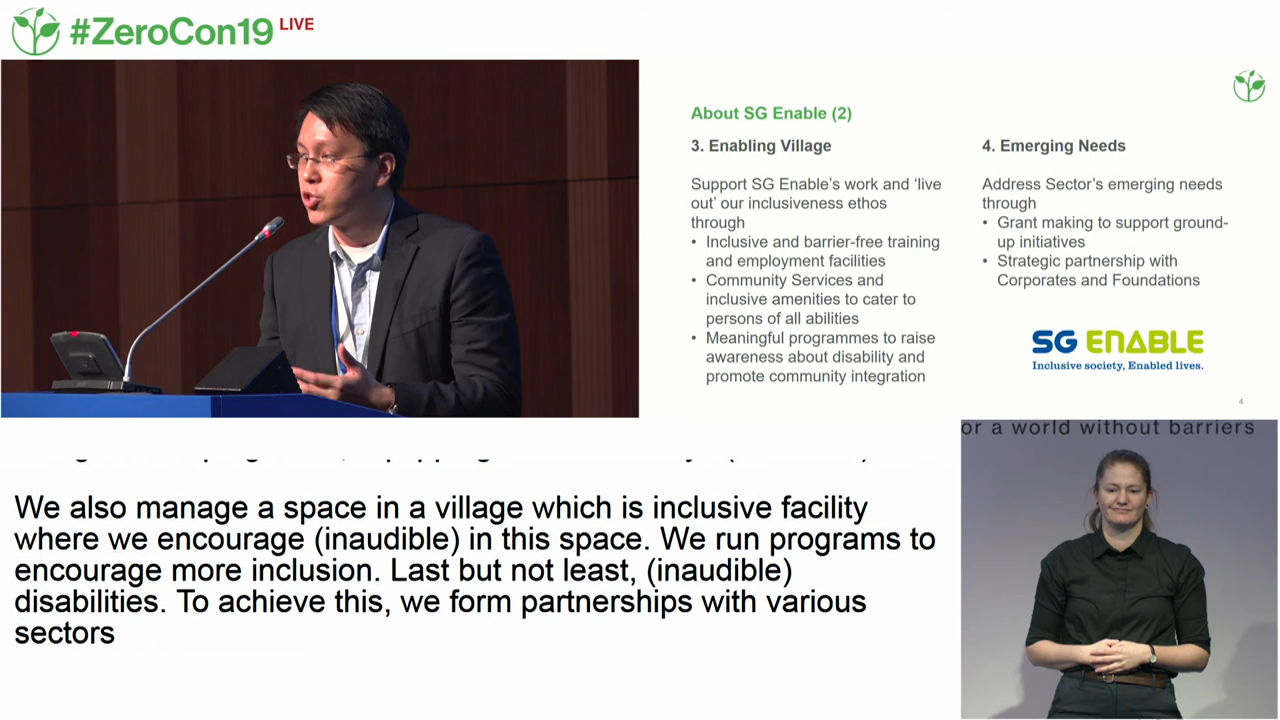 #ZeroCon19 LIVE
About SG Enable (2)
3. Enabling Village
Support SG Enable's work and 'live
out' our inclusiveness ethos
through
• Inclusive and barrier-free training
and employment facilities
• Community Services and
inclusive amenities to cater to
persons of all abilities
• Meaningful programmes to raise
awareness about disability and
promote community integration
4. Emerging Needs
Address Sector's emerging needs
through
• Grant making to support ground-
up initiatives
• Strategic partnership with
Corporates and Foundations
SG ENABLE
Inclusive society, Enabled lives.
4
or a world without barriers
We also manage a space in a village which is inclusive facility
where we encourage (inaudible) in this space. We run programs to
encourage more inclusion. Last but not least, (inaudible)
disabilities. To achieve this, we form partnerships with various
sectors